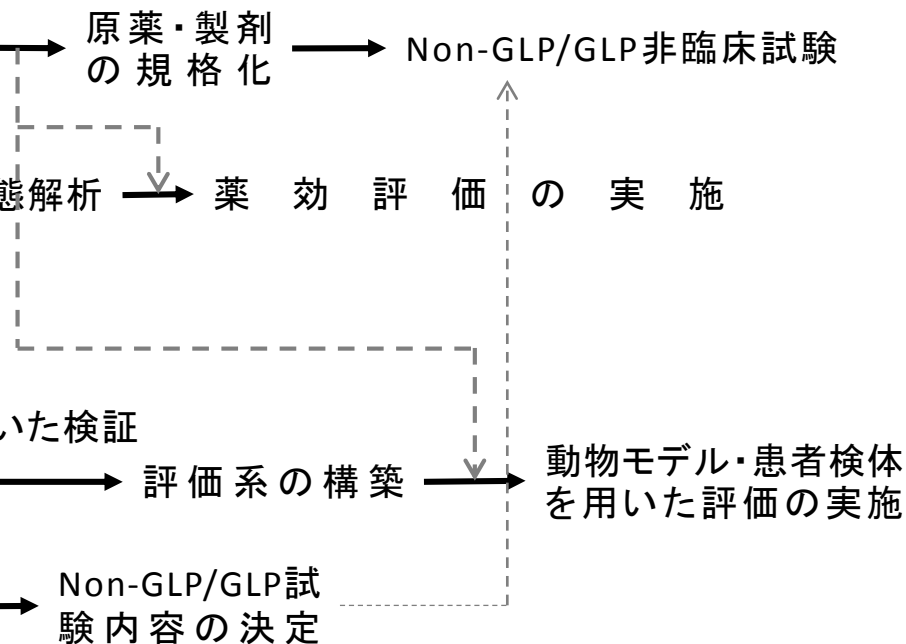 原薬・製剤
の規格化
Non-GLP/GLP非臨床試験
態解析
薬効評価の実施
いた検証
評価系の構築
動物モデル・患者検体
を用いた評価の実施
Non-GLP/GLP試
験内容の決定